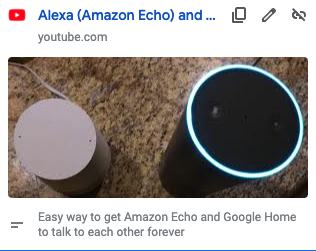 Alexa (Amazon Echo) and ...
youtube.com
Easy way to get Amazon Echo and Google Home
to talk to each other forever